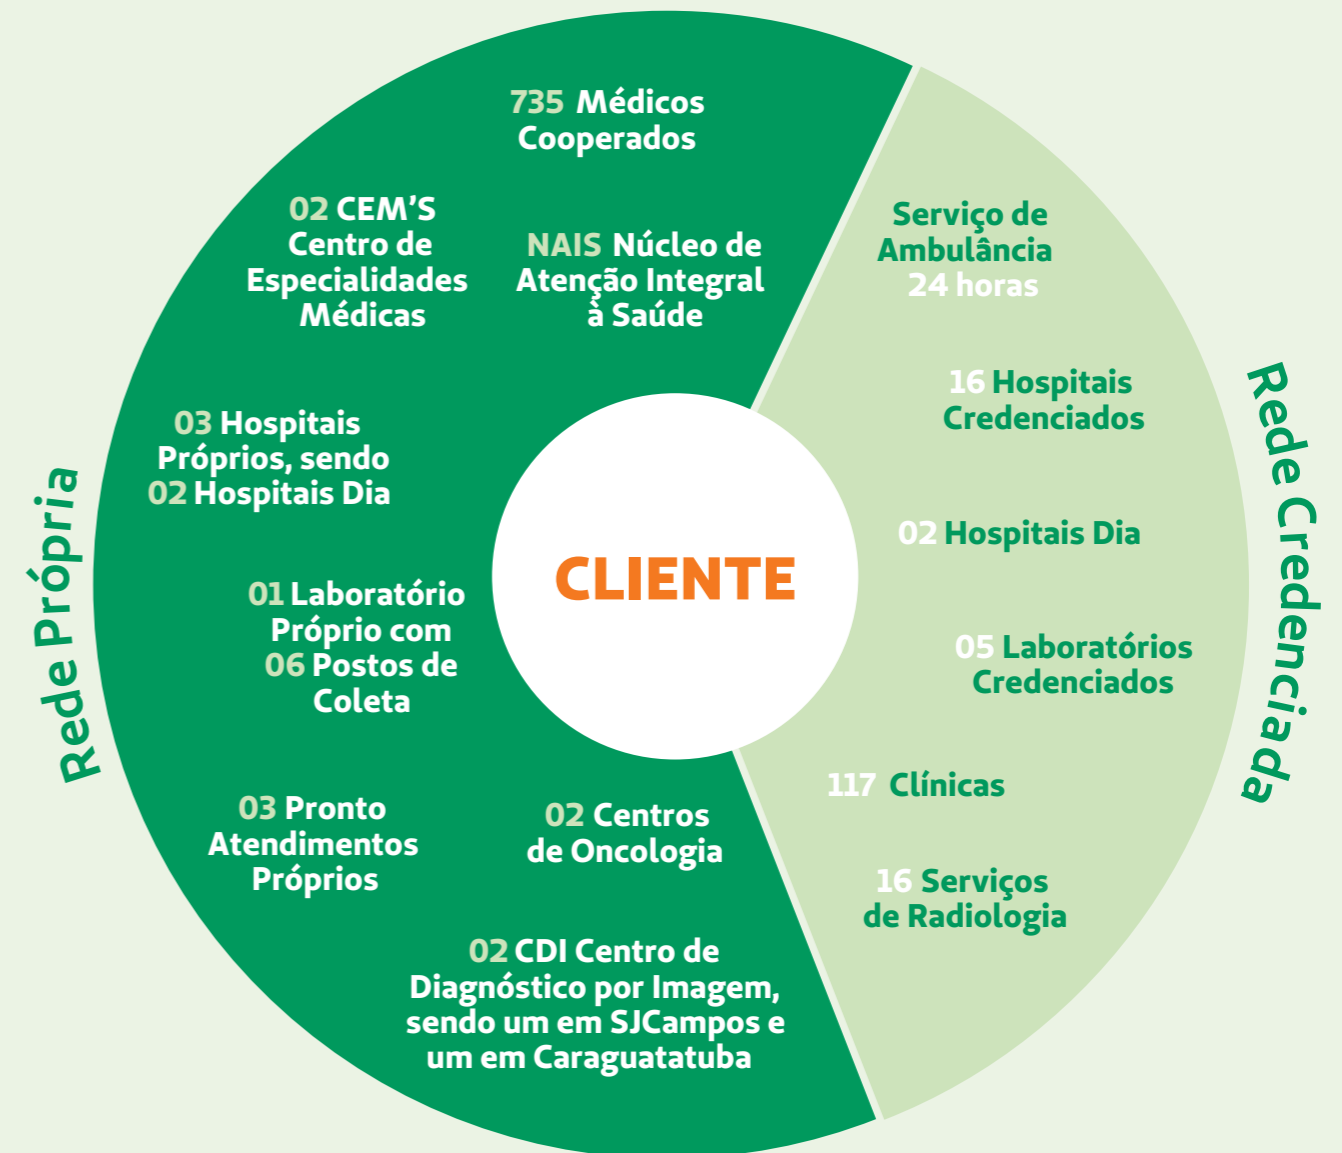 735 Médicos
Cooperados
02 CEM'S
Centro de
Especialidades
Médicas
NAIS Núcleo de
Atenção Integral
à Saúde
03 Hospitais
Próprios, sendo
02 Hospitais Dia
01 Laboratório
Próprio com
06 Postos de
Coleta
03 Pronto
Atendimentos
Próprios
02 Centros
de Oncologia
02 CDI Centro de
Diagnóstico por Imagem,
sendo um em SJCampos e
um em Caraguatatuba
Rede Própria
CLIENTE
Serviço de
Ambulância
24 horas
16 Hospitais
Credenciados
02 Hospitais Dia
05 Laboratórios
Credenciados
117 Clínicas
16 Serviços
de Radiologia
Rede Credenciada